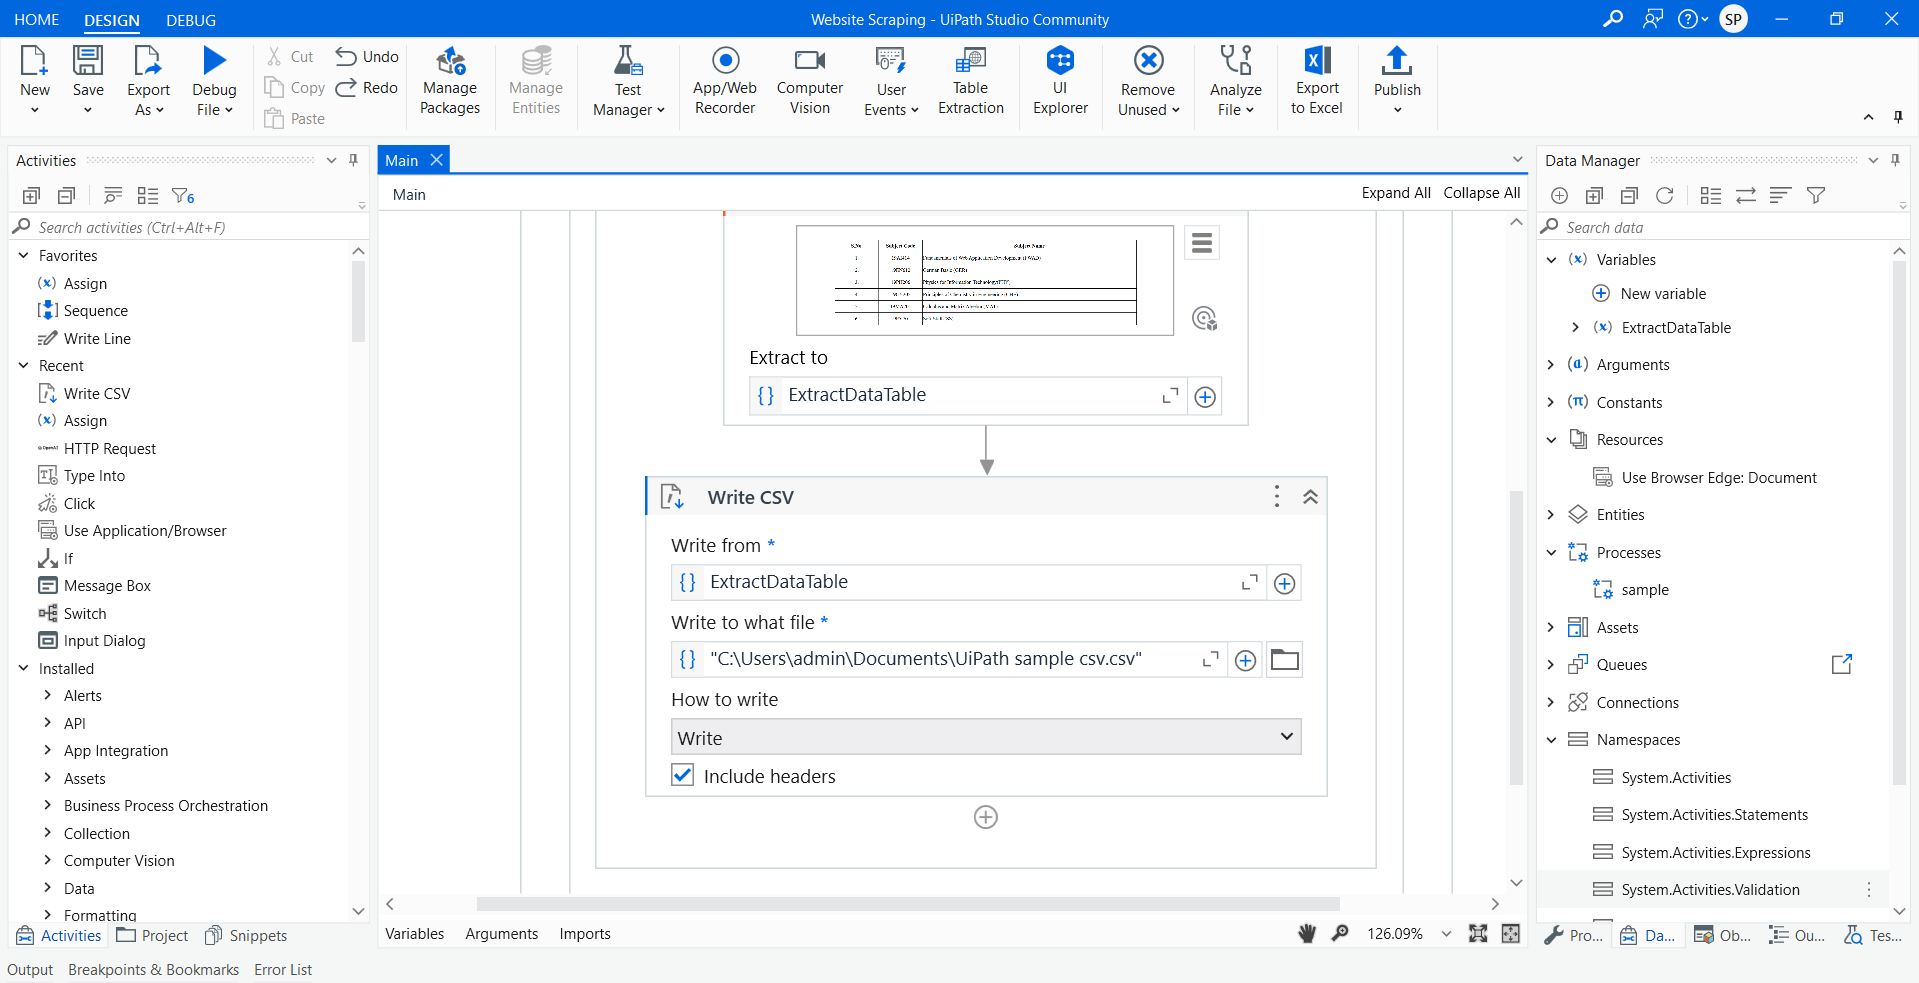 HOME DESIGN DEBUG Website Scraping - UiPath Studio Community SP
New Save Export As Debug File Cut Copy Paste Undo Redo Manage Packages Manage Entities Test Manager App/Web Recorder Computer Vision User Events Table Extraction UI Explorer Remove Unused Analyze File Export to Excel Publish
Activities
6
Search activities (Ctrl+Alt+F)
Favorites
Assign
Sequence
Write Line
Recent
Write CSV
Assign
HTTP Request
Type Into
Click
Use Application/Browser
If
Message Box
Switch
Input Dialog
Installed
Alerts
API
App Integration
Assets
Business Process Orchestration
Collection
Computer Vision
Data
Formatting
Activities Project Snippets
Main
Main Expand All Collapse All
S.No Subject Code Subject Name
Extract to
ExtractDataTable
Write CSV
Write from *
ExtractDataTable
Write to what file *
"C:\Users\admin\Documents\UiPath sample csv.csv"
How to write
Write
Include headers
Variables Arguments Imports 126.09%
Data Manager
Search data
Variables
New variable
ExtractDataTable
Arguments
Constants
Resources
Use Browser Edge: Document
Entities
Processes
sample
Assets
Queues
Connections
Namespaces
System.Activities
System.Activities.Statements
System.Activities.Expressions
System.Activities.Validation
Pro... Da... Ob... Ou... Tes...
Output Breakpoints & Bookmarks Error List